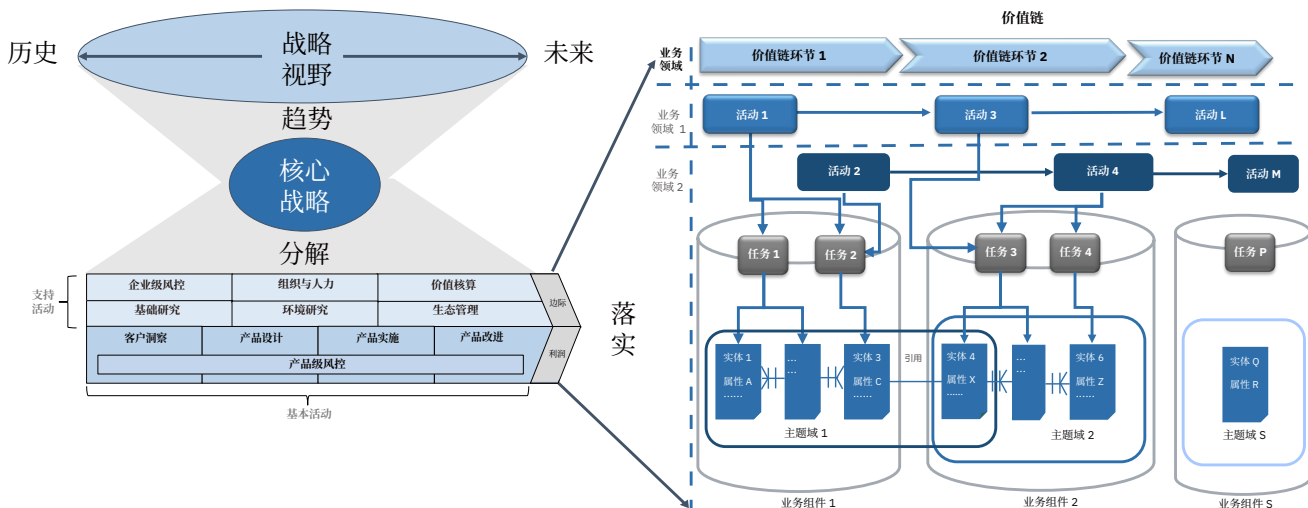 历史
战略
视野
未来
趋势
核心
战略
分解
支持
活动
企业级风控
组织与人力
价值核算
基础研究
环境研究
生态管理
边际
客户洞察
产品设计
产品实施
产品改进
利润
产品级风控
基本活动
落
实
价值链
业务
领域
价值链环节 1
价值链环节 2
价值链环节 N
业务
领域 1
活动 1
活动 3
活动 L
业务
领域 2
活动 2
活动 4
活动 M
任务 1
任务 2
任务 3
任务 4
任务 P
实体 1
属性 A
……
...
...
实体 3
属性 C
……
引用
实体 4
属性 X
……
...
...
实体 6
属性 Z
……
实体 Q
属性 R
主题域 1
主题域 2
主题域 S
业务组件 1
业务组件 2
业务组件 S